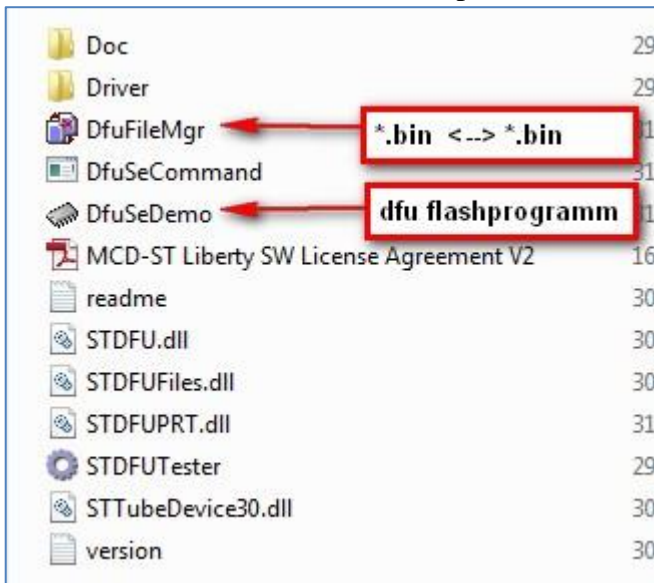 Doc 29
Driver 29
DfuFileMgr *.bin <--> *.bin 31
DfuSeCommand 31
DfuSeDemo dfu flashprogramm 31
MCD-ST Liberty SW License Agreement V2 16
readme 30
STDFU.dll 30
STDFUFiles.dll 30
STDFUPRT.dll 31
STDFUTester 29
STTubeDevice30.dll 30
version 30